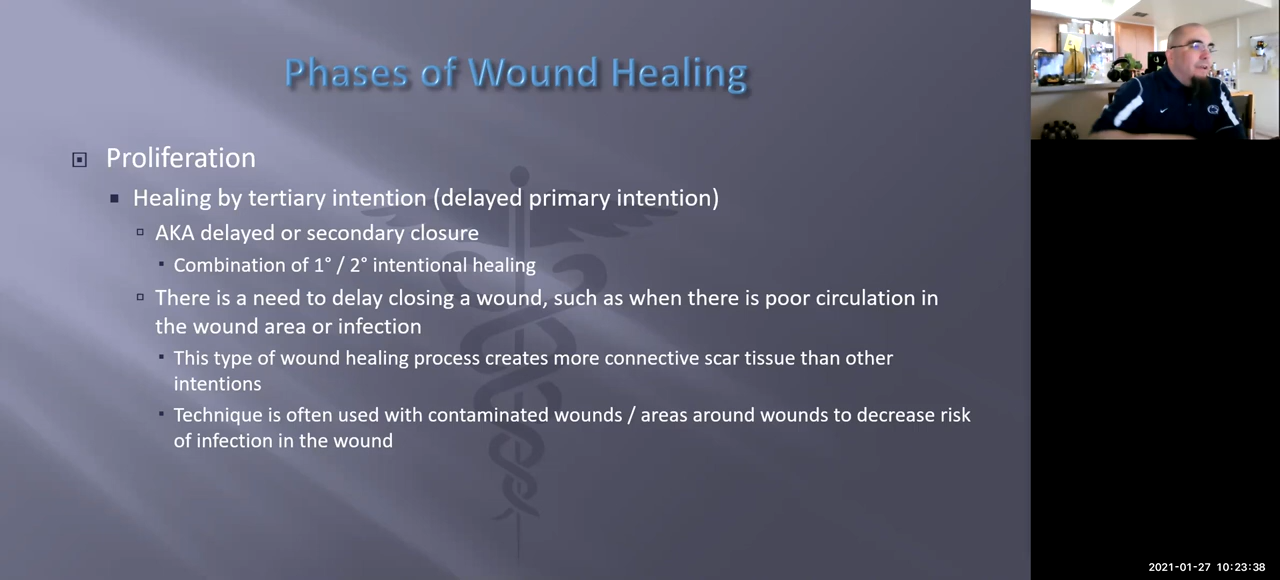 Phases of Wound Healing
Proliferation
Healing by tertiary intention (delayed primary intention)
AKA delayed or secondary closure
Combination of 1° / 2° intentional healing
There is a need to delay closing a wound, such as when there is poor circulation in
the wound area or infection
This type of wound healing process creates more connective scar tissue than other
intentions
Technique is often used with contaminated wounds / areas around wounds to decrease risk
of infection in the wound
2021-01-27 10:23:38